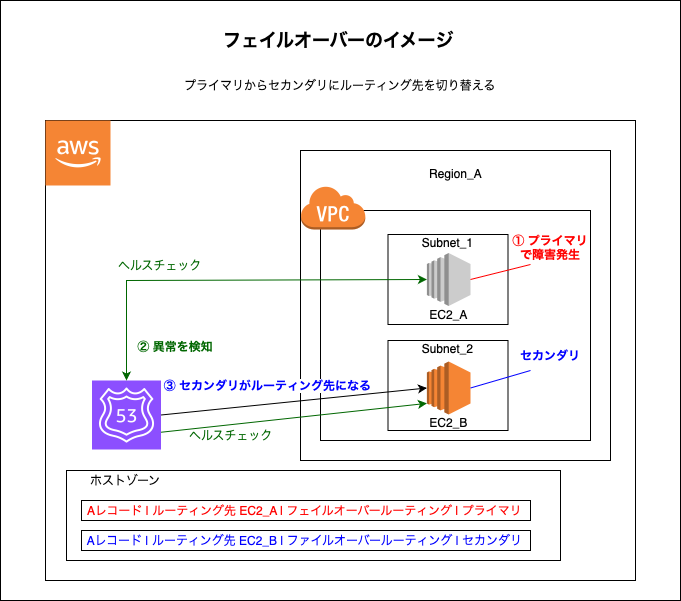 フェイルオーバーのイメージ
プライマリからセカンダリにルーティング先を切り替える
aws
Region_A
VPC
Subnet_1
① プライマリ
で障害発生
ヘルスチェック
EC2_A
② 異常を検知
Subnet_2
セカンダリ
③ セカンダリがルーティング先になる
53
EC2_B
ヘルスチェック
ホストゾーン
Aレコード | ルーティング先 EC2_A | フェイルオーバールーティング | プライマリ
Aレコード | ルーティング先 EC2_B | ファイルオーバールーティング | セカンダリ